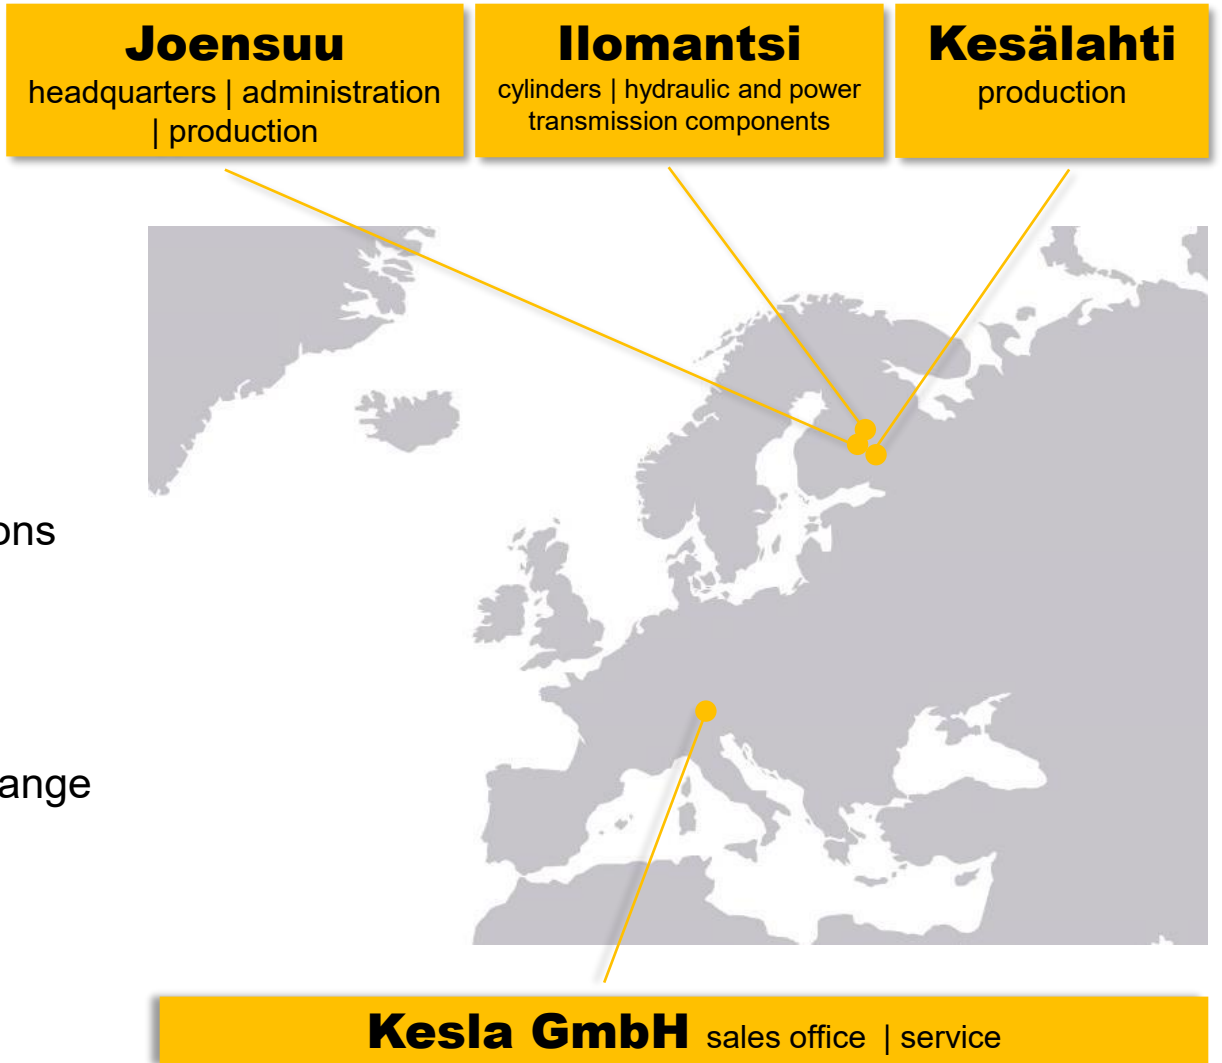 Joensuu
headquarters | administration
| production
Ilomantsi
cylinders | hydraulic and power
transmission components
Kesälahti
production
ons
ange
Kesla GmbH sales office | service